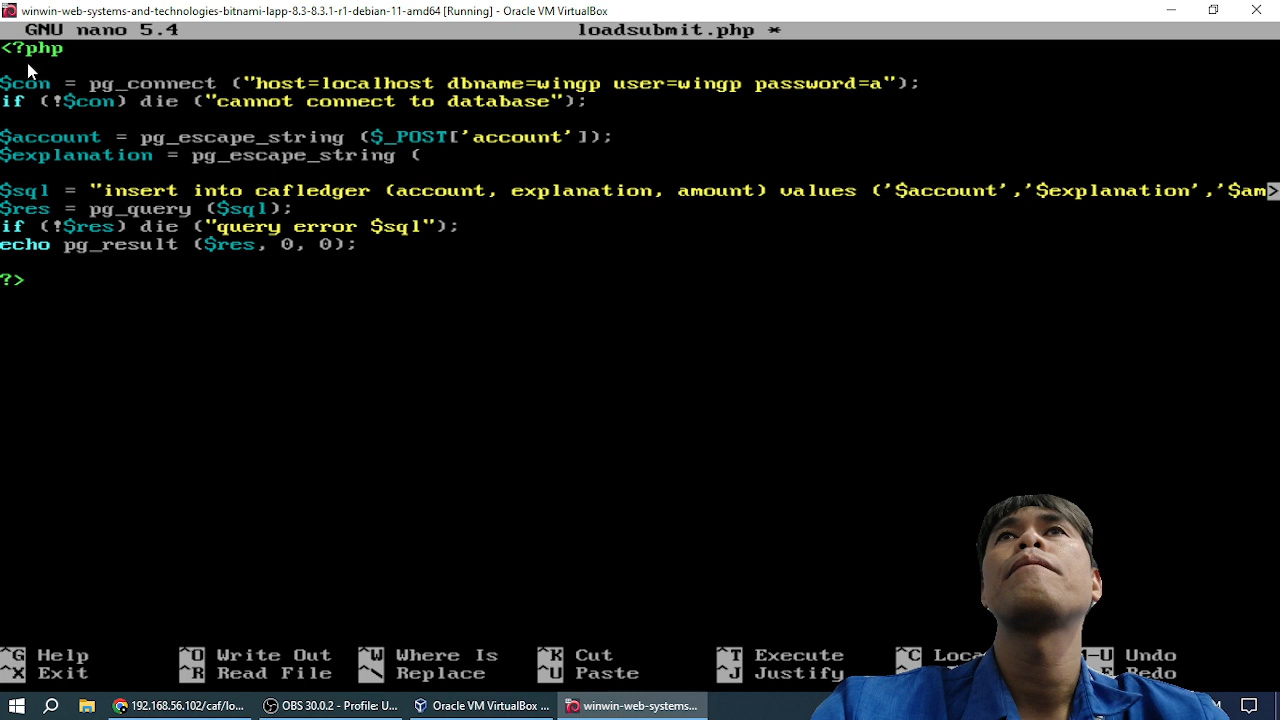 winwin-web-systems-and-technologies-bitnami-lapp-8.3-8.3.1-r1-debian-11-amd64 [Running] - Oracle VM VirtualBox
GNU nano 5.4 loadsubmit.php *
<?php
$con = pg_connect ("host=localhost dbname=wingp user=wingp password=a");
if (!$con) die ("cannot connect to database");
$account = pg_escape_string ($_POST['account']);
$explanation = pg_escape_string (
$sql = "insert into cafledger (account, explanation, amount) values ('$account','$explanation','$am>
$res = pg_query ($sql);
if (!$res) die ("query error $sql");
echo pg_result ($res, 0, 0);
?>
^G Help ^O Write Out ^W Where Is ^K Cut ^T Execute ^C Loca M-U Undo
^X Exit ^R Read File ^\ Replace ^U Paste ^J Justify Redo
192.168.56.102/caf/lo... OBS 30.0.2 - Profile: U... Oracle VM VirtualBox ... winwin-web-systems...